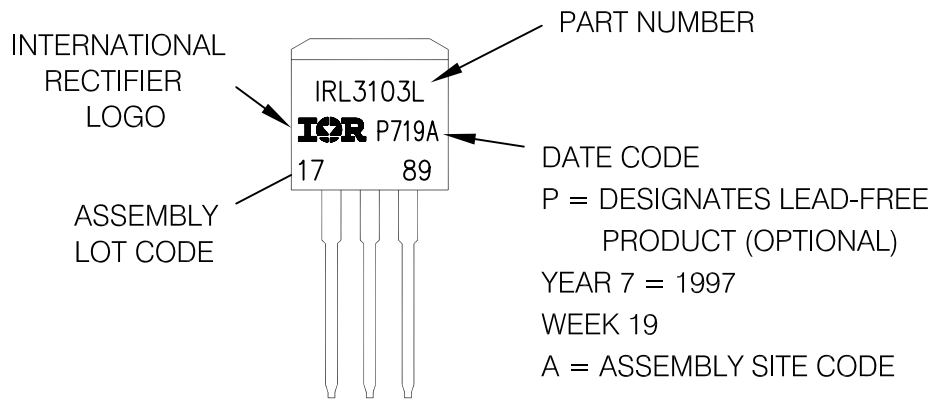 INTERNATIONAL
RECTIFIER
LOGO
PART NUMBER
IRL3103L
IOR P719A
17 89
ASSEMBLY
LOT CODE
DATE CODE
P = DESIGNATES LEAD-FREE
PRODUCT (OPTIONAL)
YEAR 7 = 1997
WEEK 19
A = ASSEMBLY SITE CODE